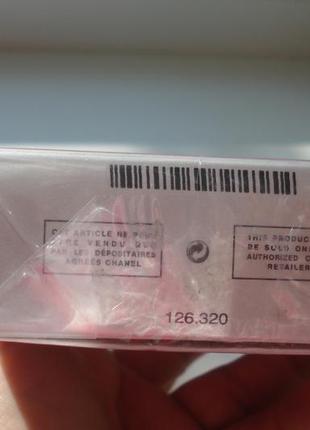 CET ARTICLE NE PEUT
ÊTRE VENDU QUE
PAR LES DÉPOSITAIRES
AGRÉÉS CHANEL
THIS PRODUC
BE SOLD ON
AUTHORIZED C
RETAILER
126.320